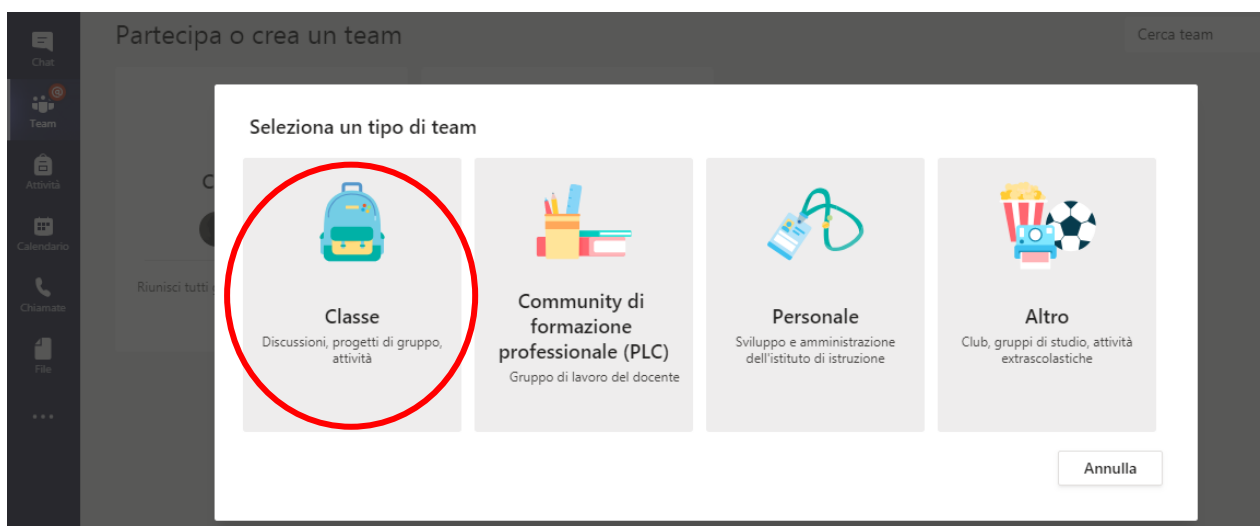 Partecipa o crea un team
Cerca team
Chat
Team
Attività
Calendario
Chiamate
File
C
Riunisci tutti
Seleziona un tipo di team
Classe
Discussioni, progetti di gruppo,
attività
Community di
formazione
professionale (PLC)
Gruppo di lavoro del docente
Personale
Sviluppo e amministrazione
dell'istituto di istruzione
Altro
Club, gruppi di studio, attività
extrascolastiche
Annulla